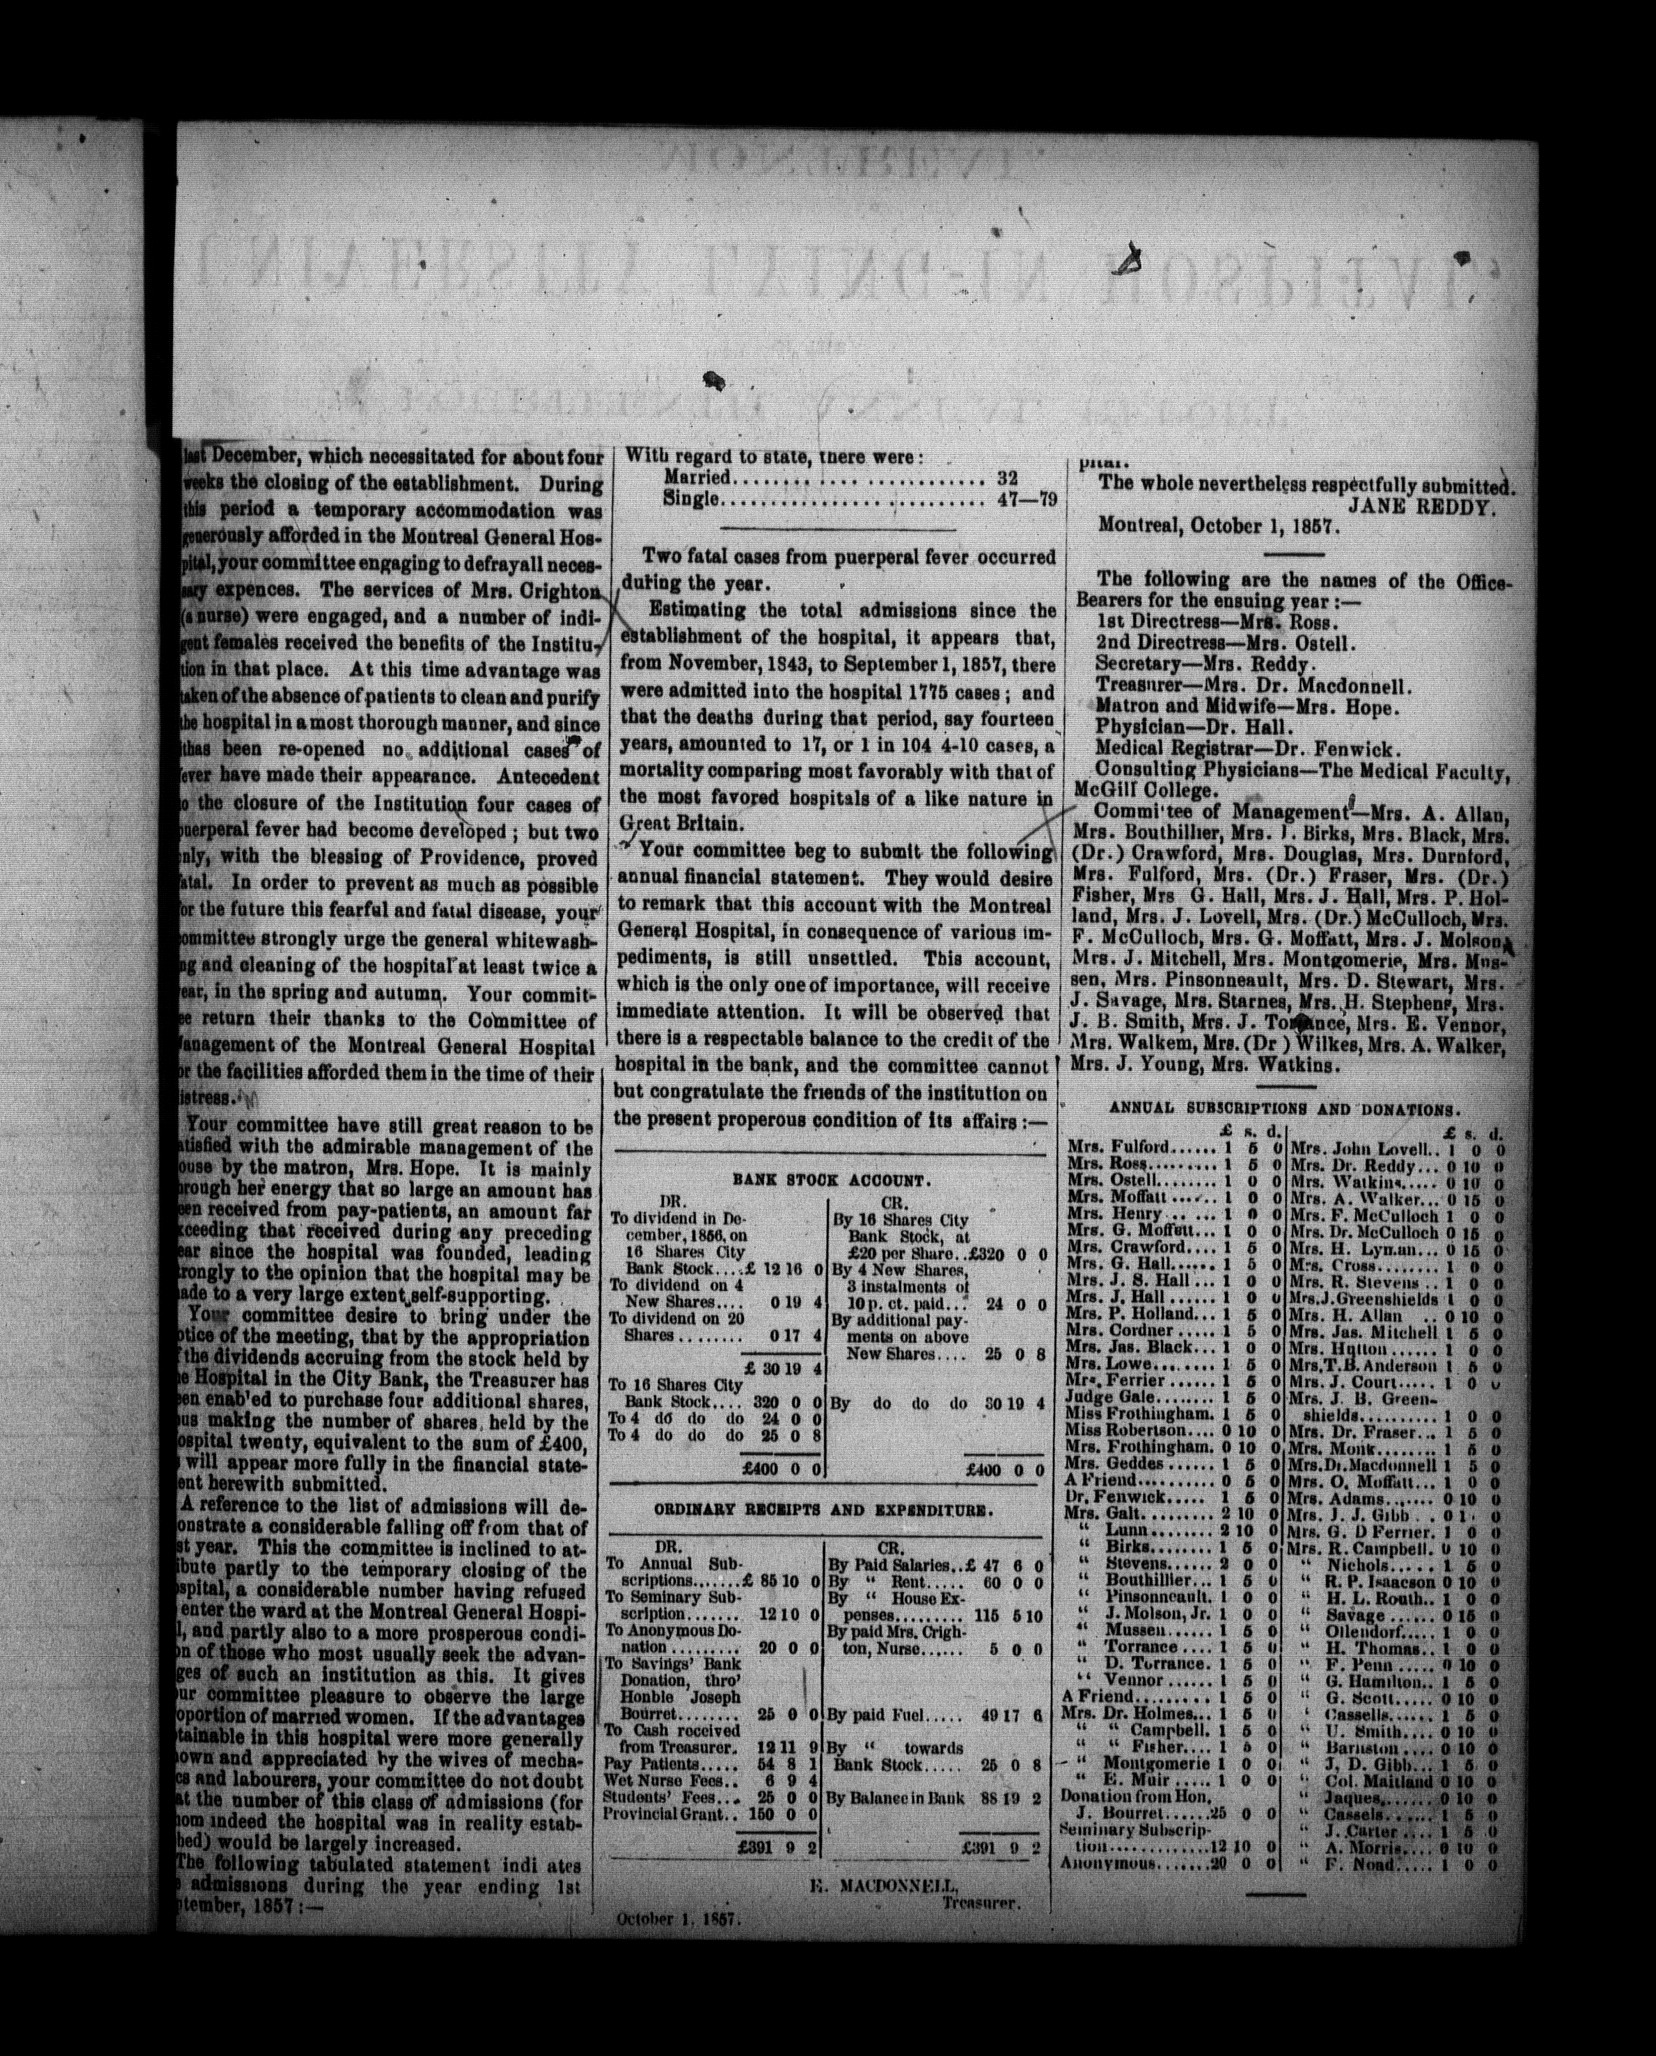 last December, which necessitated for about four
weeks the closing of the establishment. During
this period a temporary accommodation was
generously afforded in the Montreal General Hos-
pital, your committee engaging to defray all neces-
sary expences. The services of Mrs. Crighton
(a nurse) were engaged, and a number of indi-
gent females received the benefits of the Institu-
tion in that place. At this time advantage was
taken of the absence of patients to clean and purify
the hospital in a most thorough manner, and since
it has been re-opened no additional cases of
fever have made their appearance. Antecedent
to the closure of the Institution four cases of
puerperal fever had become developed; but two
only, with the blessing of Providence, proved
fatal. In order to prevent as much as possible
for the future this fearful and fatal disease, your
committee strongly urge the general whitewash-
ing and cleaning of the hospital at least twice a
year, in the spring and autumn. Your commit-
ee return their thanks to the Committee of
Management of the Montreal General Hospital
or the facilities afforded them in the time of their
distress.
Your committee have still great reason to be
atisfied with the admirable management of the
ouse by the matron, Mrs. Hope. It is mainly
hrough her energy that so large an amount has
een received from pay-patients, an amount far
xceeding that received during any preceding
ear since the hospital was founded, leading
trongly to the opinion that the hospital may be
ade to a very large extent self-supporting.
Your committee desire to bring under the
otice of the meeting, that by the appropriation
f the dividends accruing from the stock held by
e Hospital in the City Bank, the Treasurer has
een enab'ed to purchase four additional shares,
us making the number of shares held by the
ospital twenty, equivalent to the sum of £400,
will appear more fully in the financial state-
ent herewith submitted.
A reference to the list of admissions will de-
onstrate a considerable falling off from that of
st year. This the committee is inclined to at-
ibute partly to the temporary closing of the
ospital, a considerable number having refused
enter the ward at the Montreal General Hospi-
l, and partly also to a more prosperous condi-
on of those who most usually seek the advan-
ges of such an institution as this. It gives
ur committee pleasure to observe the large
oportion of married women. If the advantages
tainable in this hospital were more generally
own and appreciated by the wives of mecha-
cs and labourers, your committee do not doubt
at the number of this class of admissions (for
hom indeed the hospital was in reality estab-
hed) would be largely increased.
The following tabulated statement indi ates
admissions during the year ending 1st
tember, 1857:—
With regard to state, there were:
Married........................ 32
Single......................... 47—79
Two fatal cases from puerperal fever occurred
during the year.
Estimating the total admissions since the
establishment of the hospital, it appears that,
from November, 1843, to September 1, 1857, there
were admitted into the hospital 1775 cases; and
that the deaths during that period, say fourteen
years, amounted to 17, or 1 in 104 4-10 cases, a
mortality comparing most favorably with that of
the most favored hospitals of a like nature in
Great Britain.
Your committee beg to submit the following
annual financial statement. They would desire
to remark that this account with the Montreal
General Hospital, in consequence of various im-
pediments, is still unsettled. This account,
which is the only one of importance, will receive
immediate attention. It will be observed that
there is a respectable balance to the credit of the
hospital in the bank, and the committee cannot
but congratulate the friends of the institution on
the present properous condition of its affairs:—
BANK STOCK ACCOUNT.
DR.
To dividend in De-
cember, 1856, on
16 Shares City
Bank Stock....£ 12 16 0
To dividend on 4
New Shares.... 0 19 4
To dividend on 20
Shares........ 0 17 4
£ 30 19 4
To 16 Shares City
Bank Stock.... 320 0 0
To 4 do do do 24 0 0
To 4 do do do 25 0 8
£400 0 0
CR.
By 16 Shares City
Bank Stock, at
£20 per Share..£320 0 0
By 4 New Shares,
3 instalments of
10 p. ct. paid... 24 0 0
By additional pay-
ments on above
New Shares.... 25 0 8
By do do do 30 19 4
£400 0 0
ORDINARY RECEIPTS AND EXPENDITURE.
DR.
To Annual Sub-
scriptions.......£ 85 10 0
To Seminary Sub-
scription....... 12 10 0
To Anonymous Do-
nation......... 20 0 0
To Savings' Bank
Donation, thro'
Honble Joseph
Bourret........ 25 0 0
To Cash received
from Treasurer. 12 11 9
Pay Patients..... 54 8 1
Wet Nurse Fees.. 6 9 4
Students' Fees... 25 0 0
Provincial Grant.. 150 0 0
£391 9 2
CR.
By Paid Salaries..£ 47 6 0
By " Rent..... 60 0 0
By " House Ex-
penses......... 115 5 10
By paid Mrs. Crigh-
ton, Nurse...... 5 0 0
By paid Fuel..... 49 17 6
By " towards
Bank Stock..... 25 0 8
By Balance in Bank 88 19 2
£391 9 2
E. MACDONNELL,
Treasurer.
October 1, 1857.
pital.
The whole nevertheless respectfully submitted.
JANE REDDY.
Montreal, October 1, 1857.
The following are the names of the Office-
Bearers for the ensuing year:—
1st Directress—Mrs. Ross.
2nd Directress—Mrs. Ostell.
Secretary—Mrs. Reddy.
Treasurer—Mrs. Dr. Macdonnell.
Matron and Midwife—Mrs. Hope.
Physician—Dr. Hall.
Medical Registrar—Dr. Fenwick.
Consulting Physicians—The Medical Faculty,
McGill College.
Committee of Management—Mrs. A. Allan,
Mrs. Bouthillier, Mrs. J. Birks, Mrs. Black, Mrs.
(Dr.) Crawford, Mrs. Douglas, Mrs. Durnford,
Mrs. Fulford, Mrs. (Dr.) Fraser, Mrs. (Dr.)
Fisher, Mrs G. Hall, Mrs. J. Hall, Mrs. P. Hol-
land, Mrs. J. Lovell, Mrs. (Dr.) McCulloch, Mrs.
F. McCulloch, Mrs. G. Moffatt, Mrs. J. Molson,
Mrs. J. Mitchell, Mrs. Montgomerie, Mrs. Mus-
sen, Mrs. Pinsonneault, Mrs. D. Stewart, Mrs.
J. Savage, Mrs. Starnes, Mrs. H. Stephens, Mrs.
J. B. Smith, Mrs. J. Torrance, Mrs. E. Vennor,
Mrs. Walkem, Mrs. (Dr ) Wilkes, Mrs. A. Walker,
Mrs. J. Young, Mrs. Watkins.
ANNUAL SUBSCRIPTIONS AND DONATIONS.
£ s. d.
Mrs. Fulford...... 1 5 0
Mrs. Ross......... 1 5 0
Mrs. Ostell........ 1 0 0
Mrs. Moffatt...... 1 0 0
Mrs. Henry....... 1 0 0
Mrs. G. Moffatt... 1 0 0
Mrs. Crawford.... 1 5 0
Mrs. G. Hall...... 1 5 0
Mrs. J. S. Hall... 1 0 0
Mrs. J. Hall...... 1 0 0
Mrs. P. Holland... 1 5 0
Mrs. Cordner..... 1 5 0
Mrs. Jas. Black... 1 0 0
Mrs. Lowe........ 1 5 0
Mrs. Ferrier...... 1 5 0
Judge Gale........ 1 5 0
Miss Frothingham. 1 5 0
Miss Robertson.... 0 10 0
Mrs. Frothingham. 0 10 0
Mrs. Geddes...... 1 5 0
A Friend.......... 0 5 0
Dr. Fenwick..... 1 5 0
Mrs. Galt......... 2 10 0
" Lunn........ 2 10 0
" Birks........ 1 5 0
" Stevens...... 2 0 0
" Bouthillier... 1 5 0
" Pinsonneault. 1 0 0
" J. Molson, Jr. 1 0 0
" Mussen...... 1 5 0
" Torrance.... 1 5 0
" D. Torrance. 1 5 0
" Vennor...... 1 5 0
A Friend......... 1 5 0
Mrs. Dr. Holmes... 1 5 0
" " Campbell. 1 5 0
" " Fisher.... 1 5 0
" Montgomerie 1 0 0
" E. Muir..... 1 0 0
Donation from Hon.
J. Bourret......25 0 0
Seminary Subscrip-
tion.............12 10 0
Anonymous.......20 0 0
£ s. d.
Mrs. John Lovell.. 1 0 0
Mrs. Dr. Reddy... 0 10 0
Mrs. Watkins..... 0 10 0
Mrs. A. Walker... 0 15 0
Mrs. F. McCulloch 1 0 0
Mrs. Dr. McCulloch 0 15 0
Mrs. H. Lyman... 0 15 0
Mrs. Cross........ 1 0 0
Mrs. R. Stevens.. 1 0 0
Mrs. J. Greenshields 1 0 0
Mrs. H. Allan .. 0 10 0
Mrs. Jas. Mitchell 1 5 0
Mrs. Hutton...... 1 0 0
Mrs. T. B. Anderson 1 5 0
Mrs. J. Court..... 1 0 0
Mrs. J. B. Green-
shields.......... 1 0 0
Mrs. Dr. Fraser... 1 5 0
Mrs. Monk........ 1 5 0
Mrs. Dr. Macdonnell 1 5 0
Mrs. O. Moffatt... 1 0 0
Mrs. Adams....... 0 10 0
Mrs. J. J. Gibb
Mrs. G. D Ferrier. 1 0 0
Mrs. R. Campbell. 0 10 0
" Nichols..... 1 5 0
" R. P. Isaacson 0 10 0
" H. L. Routh.. 1 0 0
" Savage...... 0 15 0
" Ollendorf.... 1 0 0
" H. Thomas.. 1 0 0
" F. Penn..... 0 10 0
" G. Hamilton.. 1 5 0
" G. Scott..... 0 10 0
" Cassells...... 1 5 0
" U. Smith.... 0 10 0
" Barnston.... 0 10 0
" J. D. Gibb... 1 5 0
" Col. Maitland 0 10 0
" Jaques....... 0 10 0
" Cassels...... 1 5 0
" J. Carter.... 1 5 0
" A. Morris.... 0 10 0
" F. Noad..... 1 0 0